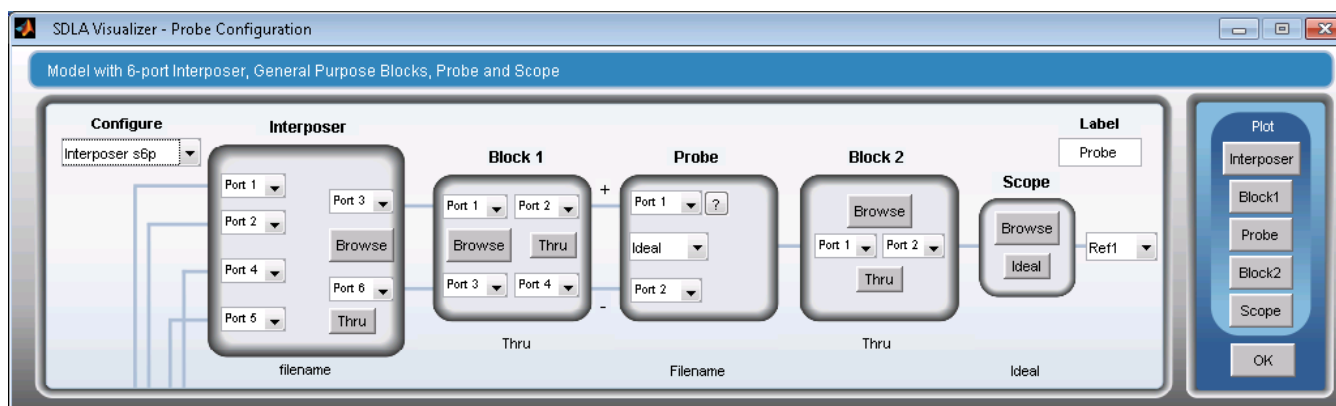 SDLA Visualizer - Probe Configuration
Model with 6-port Interposer, General Purpose Blocks, Probe and Scope
Configure
Interposer s6p
Interposer
Port 1
Port 2
Port 4
Port 5
Port 3
Browse
Port 6
Thru
filename
Block 1
Port 1 Port 2
Browse Thru
Port 3 Port 4
Thru
+
-
Probe
Port 1 ?
Ideal
Port 2
Filename
Block 2
Browse
Port 1 Port 2
Thru
Thru
Label
Probe
Scope
Browse
Ideal
Ideal
Ref1
Plot
Interposer
Block1
Probe
Block2
Scope
OK